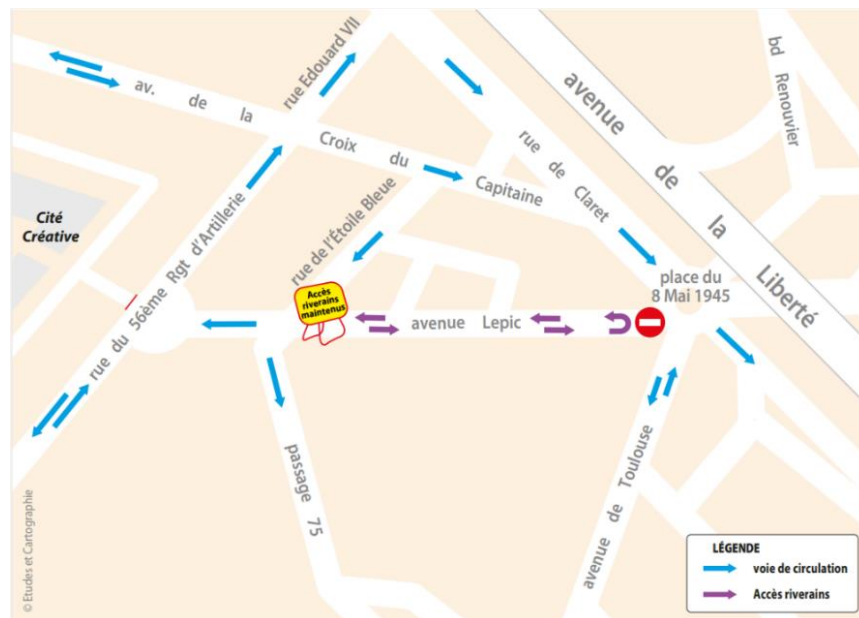 rue Edouard VII
bd Renouvier
avenue de la Liberté
av. de la Croix du Capitaine
rue de Claret
Cité
Créative
rue de l'Étoile Bleue
rue du 56ème Rgt d'Artillerie
place du
8 Mai 1945
Accès
riverains
maintenus
avenue Lepic
passage 75
avenue de Toulouse
© Etudes et Cartographie
LÉGENDE
voie de circulation
Accès riverains